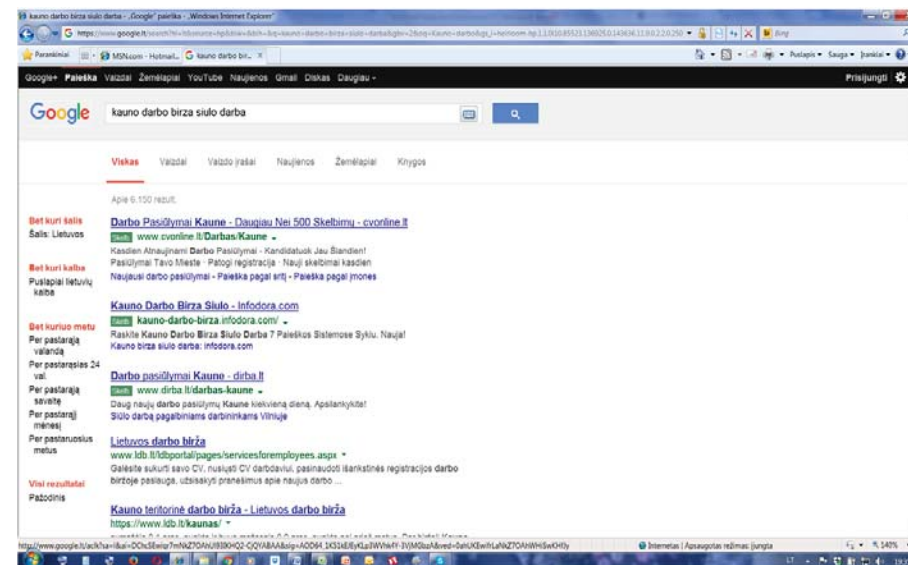 kauno darbo birza siulo darba - „Google“ paieška - „Windows Internet Explorer“
Bing
Parankiniai
MSN.com - Hotmail,..
kauno darbo bir...
Puslapis
Sauga
Įrankiai
Google+ Paieška Vaizdai Žemėlapiai YouTube Naujienos Gmail Diskas Daugiau
Prisijungti
Google
kauno darbo birza siulo darba
Viskas Vaizdai Vaizdo įrašai Naujienos Žemėlapiai Knygos
Apie 6.150 rezult.
Bet kuri šalis
Šalis: Lietuvos
Bet kuri kalba
Puslapiai lietuvių
kalba
Bet kuriuo metu
Per pastarąją
valandą
Per pastarąsias 24
val.
Per pastarąją
savaitę
Per pastarąjį
mėnesį
Per pastaruosius
metus
Visi rezultatai
Pažodinis
Darbo Pasiūlymai Kaune - Daugiau Nei 500 Skelbimų - cvonline.lt
www.cvonline.lt/Darbas/Kaune
Kasdien Atnaujinami Darbo Pasiūlymai - Kandidatuok Jau Šiandien!
Pasiūlymai Tavo Mieste · Patogi registracija · Nauji skelbimai kasdien
Naujausi darbo pasiūlymai - Paieška pagal sritį - Paieška pagal įmones
Kauno Darbo Birza Siulo - Infodora.com
kauno-darbo-birza.infodora.com/
Raskite Kauno Darbo Birza Siulo Darba 7 Paieškos Sistemose Sykiu. Nauja!
Kauno birza siulo darba: infodora.com
Darbo pasiūlymai Kaune - dirba.lt
www.dirba.lt/darbas-kaune
Daug naujų darbo pasiūlymų Kaune kiekvieną dieną. Apsilankykite!
Siūlo darbą pagalbiniams darbininkams Vilniuje
Lietuvos darbo birža
www.ldb.lt/ldbportal/pages/servicesforemployees.aspx
Galėsite sukurti savo CV, nusiųsti CV darbdaviui, pasinaudoti išankstinės registracijos darbo
biržoje paslauga, užsisakyti pranešimus apie naujus darbo ...
Kauno teritorinė darbo birža - Lietuvos darbo birža
https://www.ldb.lt/kaunas/
Internetas | Apsaugotas režimas: įjungta
140%
LT